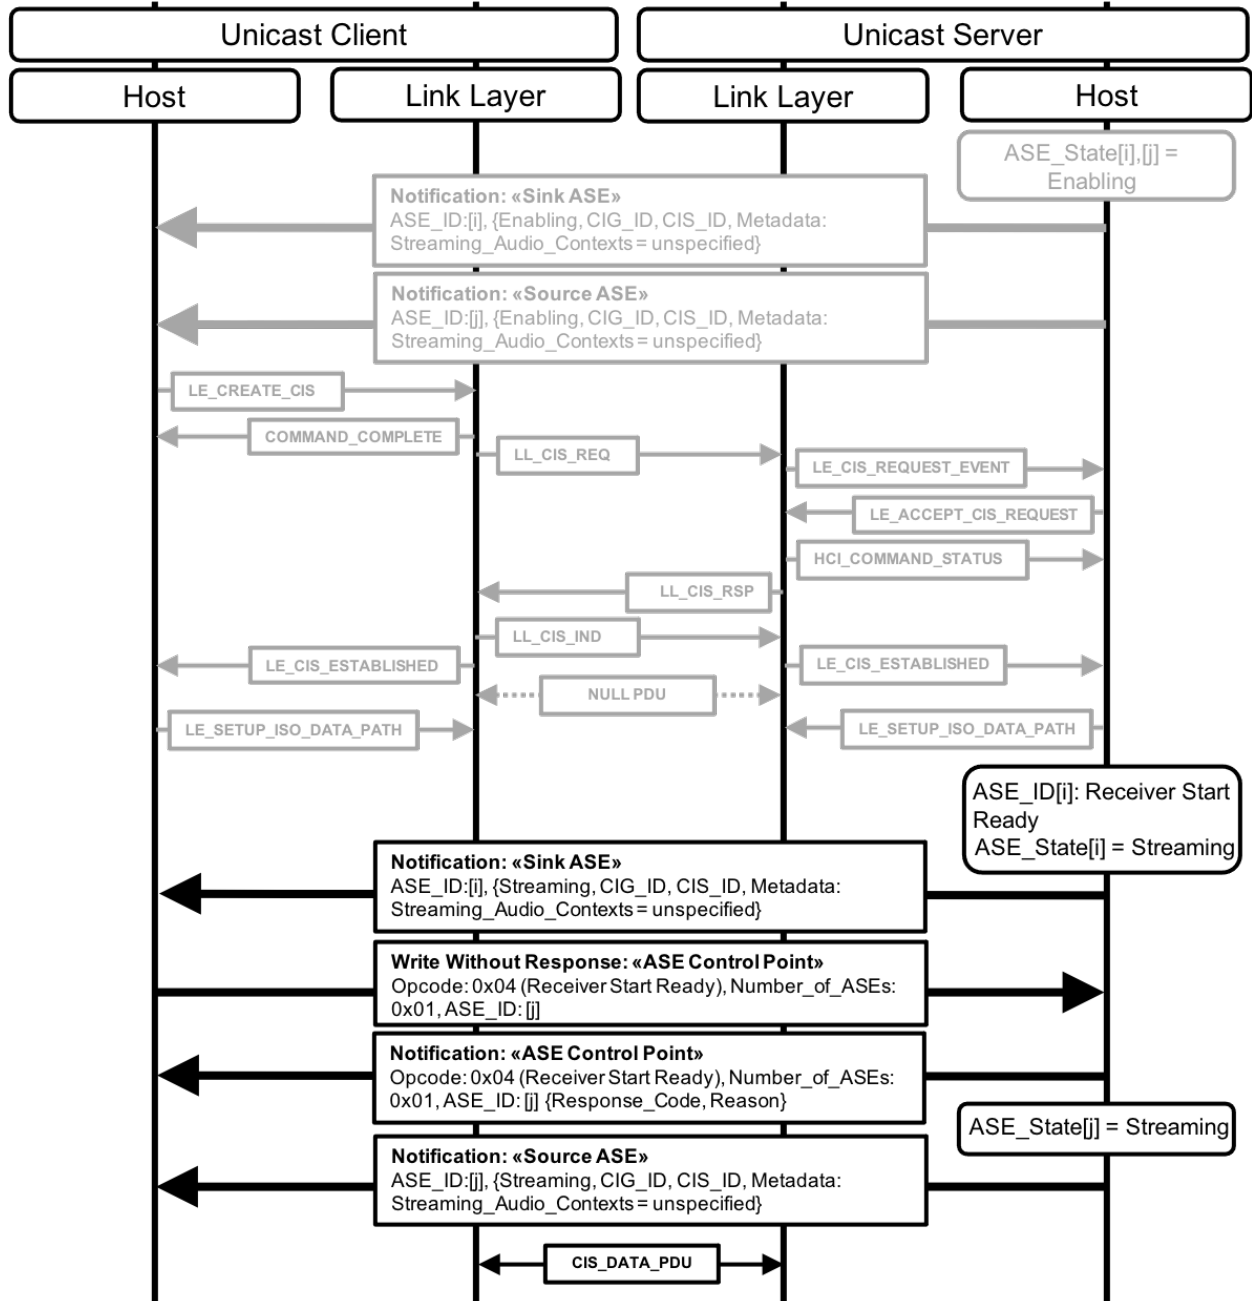 Unicast Client
Unicast Server
Host
Link Layer
Link Layer
Host
ASE_State[i],[j] =
Enabling
Notification: «Sink ASE»
ASE_ID:[i], {Enabling, CIG_ID, CIS_ID, Metadata:
Streaming_Audio_Contexts = unspecified}
Notification: «Source ASE»
ASE_ID:[j], {Enabling, CIG_ID, CIS_ID, Metadata:
Streaming_Audio_Contexts = unspecified}
LE_CREATE_CIS
COMMAND_COMPLETE
LL_CIS_REQ
LE_CIS_REQUEST_EVENT
LE_ACCEPT_CIS_REQUEST
HCI_COMMAND_STATUS
LL_CIS_RSP
LL_CIS_IND
LE_CIS_ESTABLISHED
LE_CIS_ESTABLISHED
NULL PDU
LE_SETUP_ISO_DATA_PATH
LE_SETUP_ISO_DATA_PATH
ASE_ID[i]: Receiver Start
Ready
ASE_State[i] = Streaming
Notification: «Sink ASE»
ASE_ID:[i], {Streaming, CIG_ID, CIS_ID, Metadata:
Streaming_Audio_Contexts = unspecified}
Write Without Response: «ASE Control Point»
Opcode: 0x04 (Receiver Start Ready), Number_of_ASEs:
0x01, ASE_ID: [j]
Notification: «ASE Control Point»
Opcode: 0x04 (Receiver Start Ready), Number_of_ASEs:
0x01, ASE_ID: [j] {Response_Code, Reason}
ASE_State[j] = Streaming
Notification: «Source ASE»
ASE_ID:[j], {Streaming, CIG_ID, CIS_ID, Metadata:
Streaming_Audio_Contexts = unspecified}
CIS_DATA_PDU